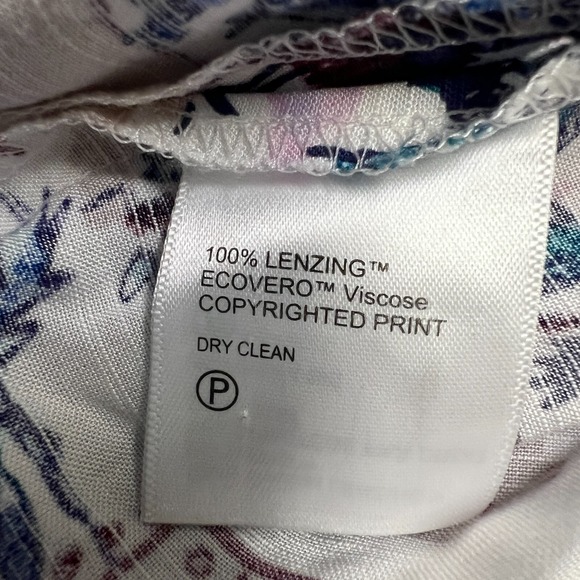 100% LENZING™
ECOVERO™ Viscose
COPYRIGHTED PRINT
DRY CLEAN
P